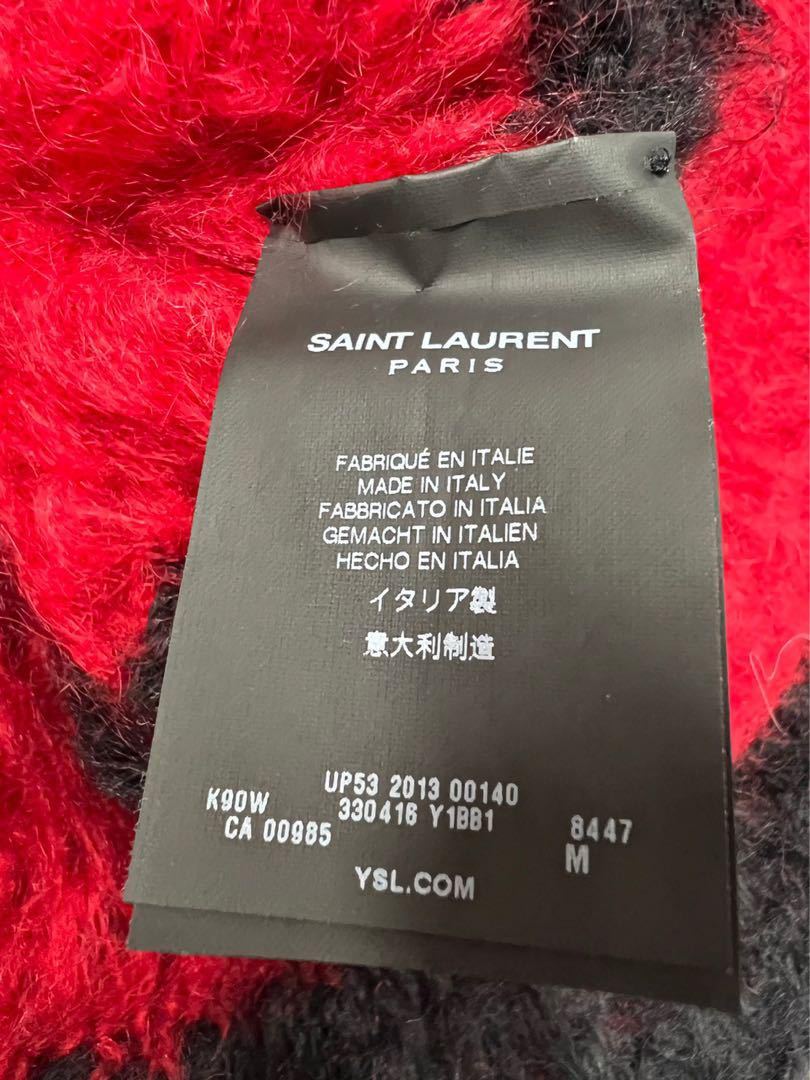 SAINT LAURENT
PARIS
FABRIQUÉ EN ITALIE
MADE IN ITALY
FABBRICATO IN ITALIA
GEMACHT IN ITALIEN
HECHO EN ITALIA
イタリア製
意大利制造
UP53 2013 00140
K90W 330416 Y1BB1 8447
CA 00985 M
YSL.COM